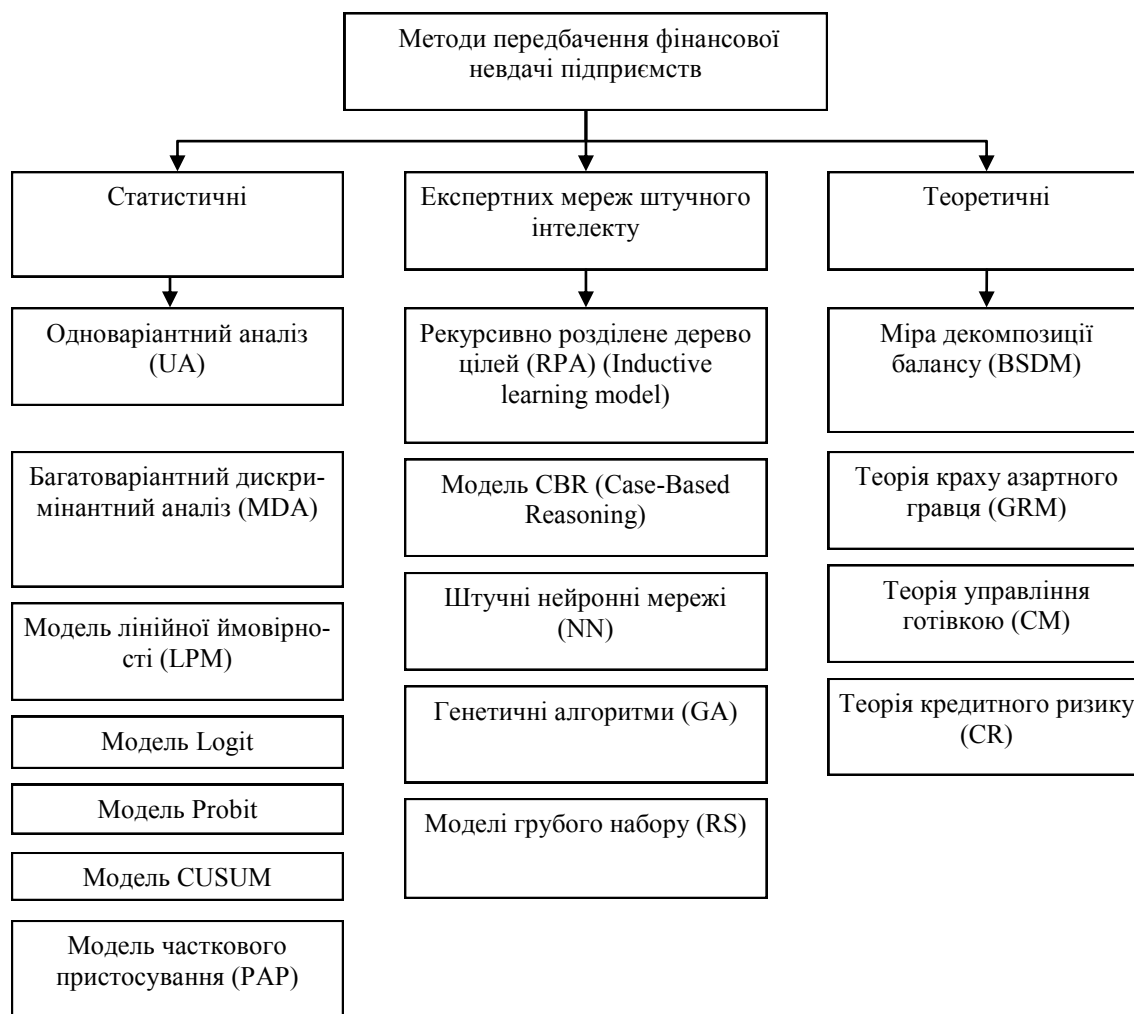 Методи передбачення фінансової
невдачі підприємств
Статистичні
Експертних мереж штучного
інтелекту
Теоретичні
Одноваріантний аналіз
(UA)
Рекурсивно розділене дерево
цілей (RPA) (Inductive
learning model)
Міра декомпозиції
балансу (BSDM)
Багатоваріантний дискри-
мінантний аналіз (MDA)
Модель CBR (Case-Based
Reasoning)
Теорія краху азартного
гравця (GRM)
Модель лінійної ймовірно-
сті (LPM)
Штучні нейронні мережі
(NN)
Теорія управління
готівкою (CM)
Модель Logit
Генетичні алгоритми (GA)
Теорія кредитного ризику
(CR)
Модель Probit
Моделі грубого набору (RS)
Модель CUSUM
Модель часткового
пристосування (PAP)